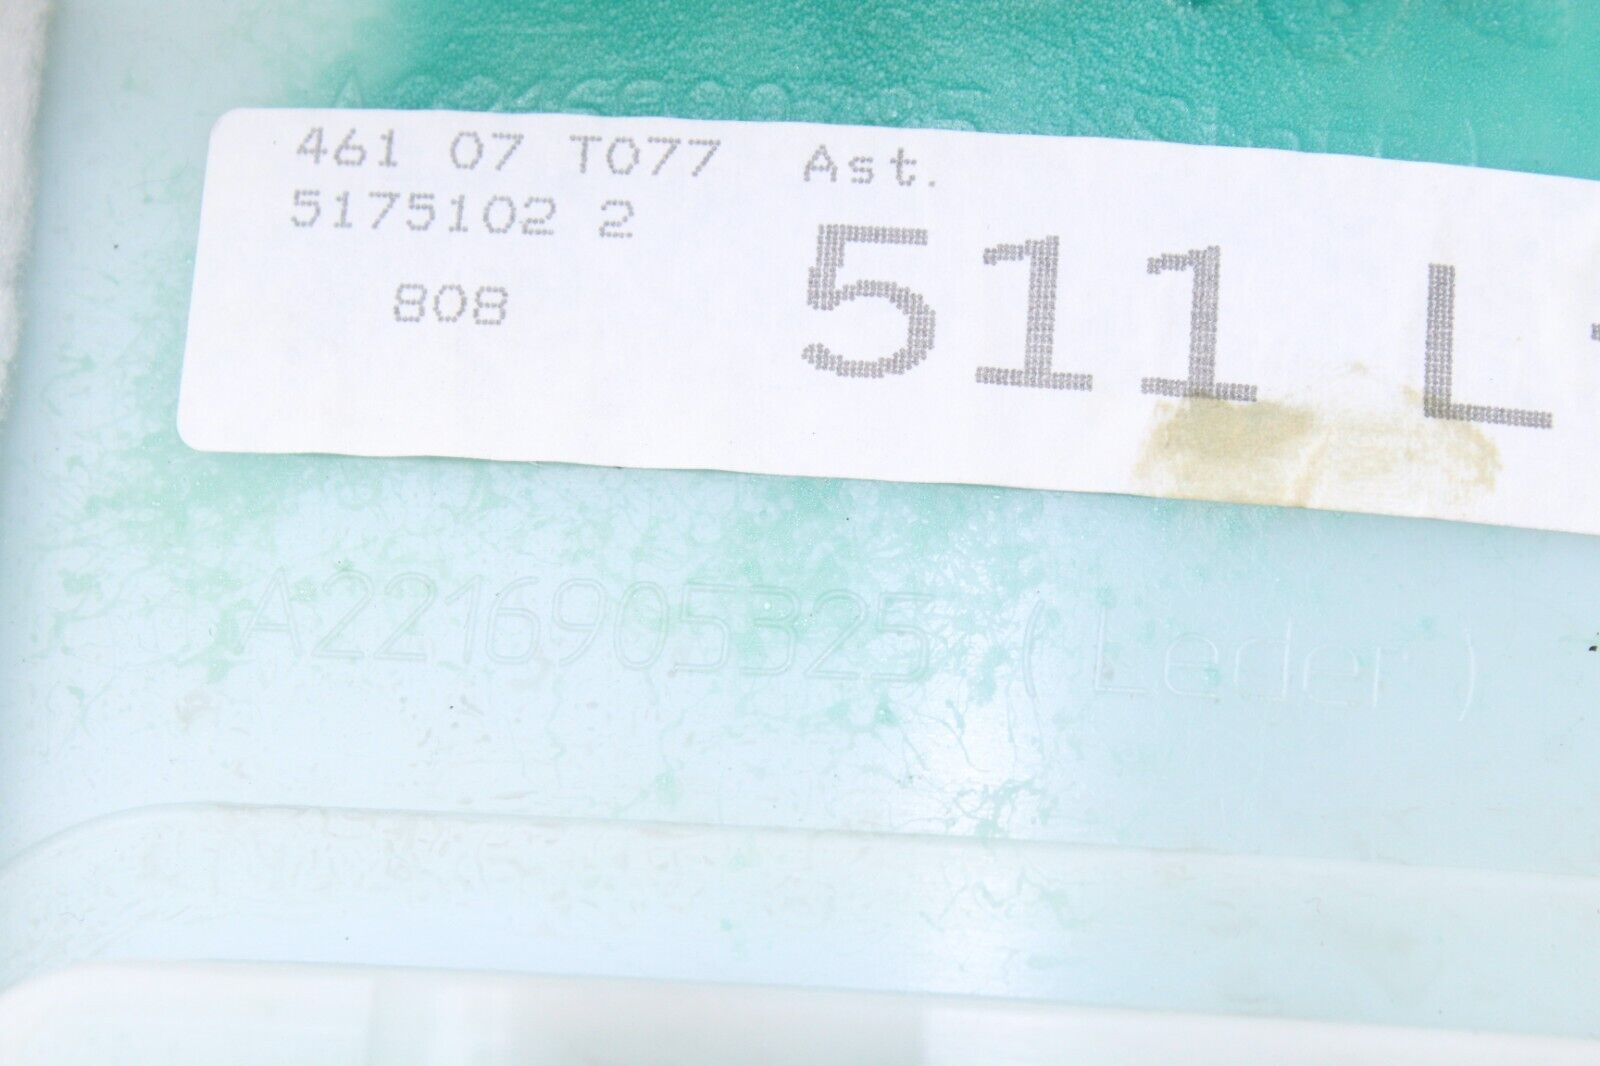 461 07 T077 Ast.
5175102 2
808
511 L
A2216905325 (Leder)